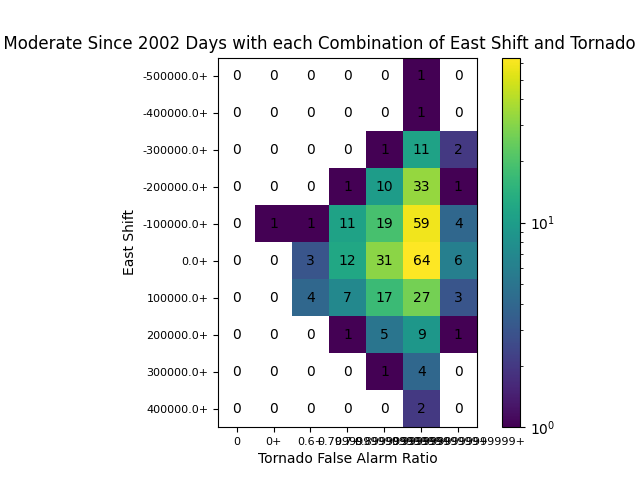 Moderate Since 2002 Days with each Combination of East Shift and Tornado
-500000.0+ 0 0 0 0 0 1 0
-400000.0+ 0 0 0 0 0 1 0
-300000.0+ 0 0 0 0 1 11 2
-200000.0+ 0 0 0 1 10 33 1
-100000.0+ 0 1 1 11 19 59 4
0.0+ 0 0 3 12 31 64 6
100000.0+ 0 0 4 7 17 27 3
200000.0+ 0 0 0 1 5 9 1
300000.0+ 0 0 0 0 1 4 0
400000.0+ 0 0 0 0 0 2 0
East Shift
0 0+
Tornado False Alarm Ratio
10¹
10⁰